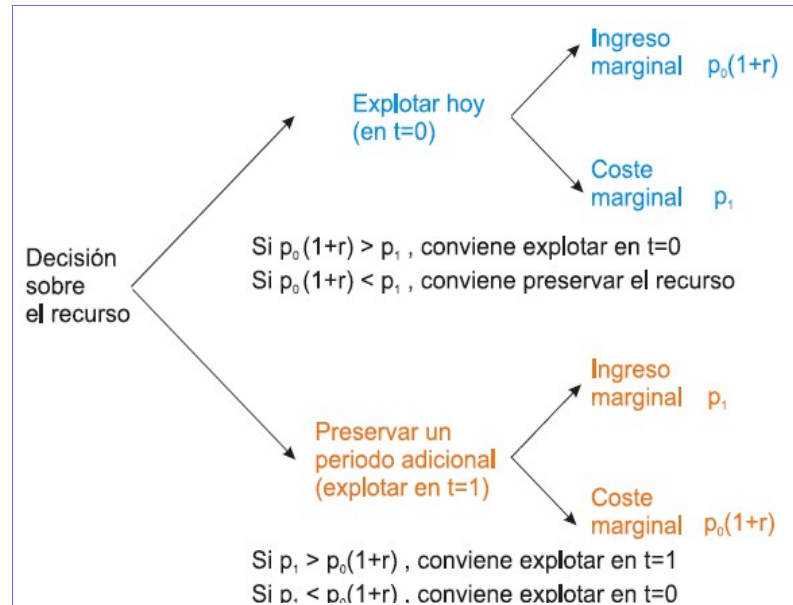 Ingreso
marginal p₀(1+r)
Explotar hoy
(en t=0)
Coste
marginal p₁
Si p₀(1+r) > p₁ , conviene explotar en t=0
Si p₀(1+r) < p₁ , conviene preservar el recurso
Decisión
sobre
el recurso
Ingreso
marginal p₁
Preservar un
periodo adicional
(explotar en t=1)
Coste
marginal p₀(1+r)
Si p₁ > p₀(1+r) , conviene explotar en t=1
Si p₁ < p₀(1+r) , conviene explotar en t=0